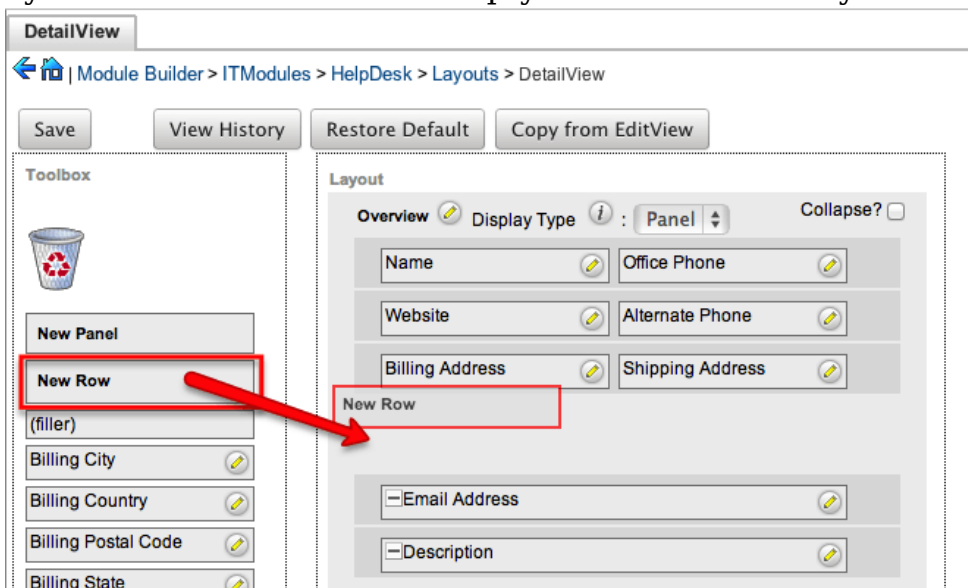 DetailView
| Module Builder > ITModules > HelpDesk > Layouts > DetailView
Save View History Restore Default Copy from EditView
Toolbox
New Panel
New Row
(filler)
Billing City
Billing Country
Billing Postal Code
Billing State
Layout
Overview Display Type i : Panel Collapse?
Name Office Phone
Website Alternate Phone
Billing Address Shipping Address
New Row
Email Address
Description